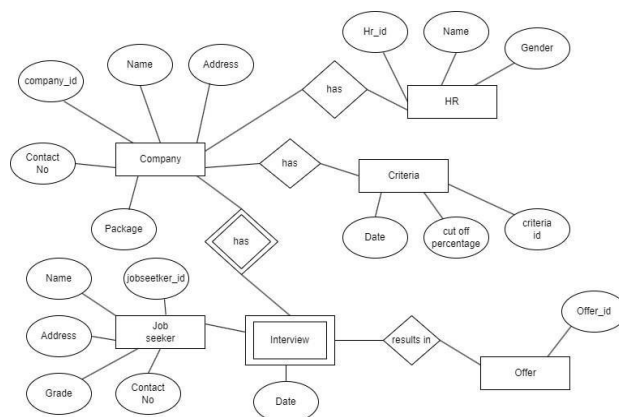 Hr_id
Name
Gender
Name
Address
company_id
has
HR
Company
has
Contact
No
Criteria
Package
Date
cut off
percentage
criteria
id
has
Name
jobseetker_id
Offer_id
Address
Job
seeker
Interview
results in
Offer
Grade
Contact
No
Date